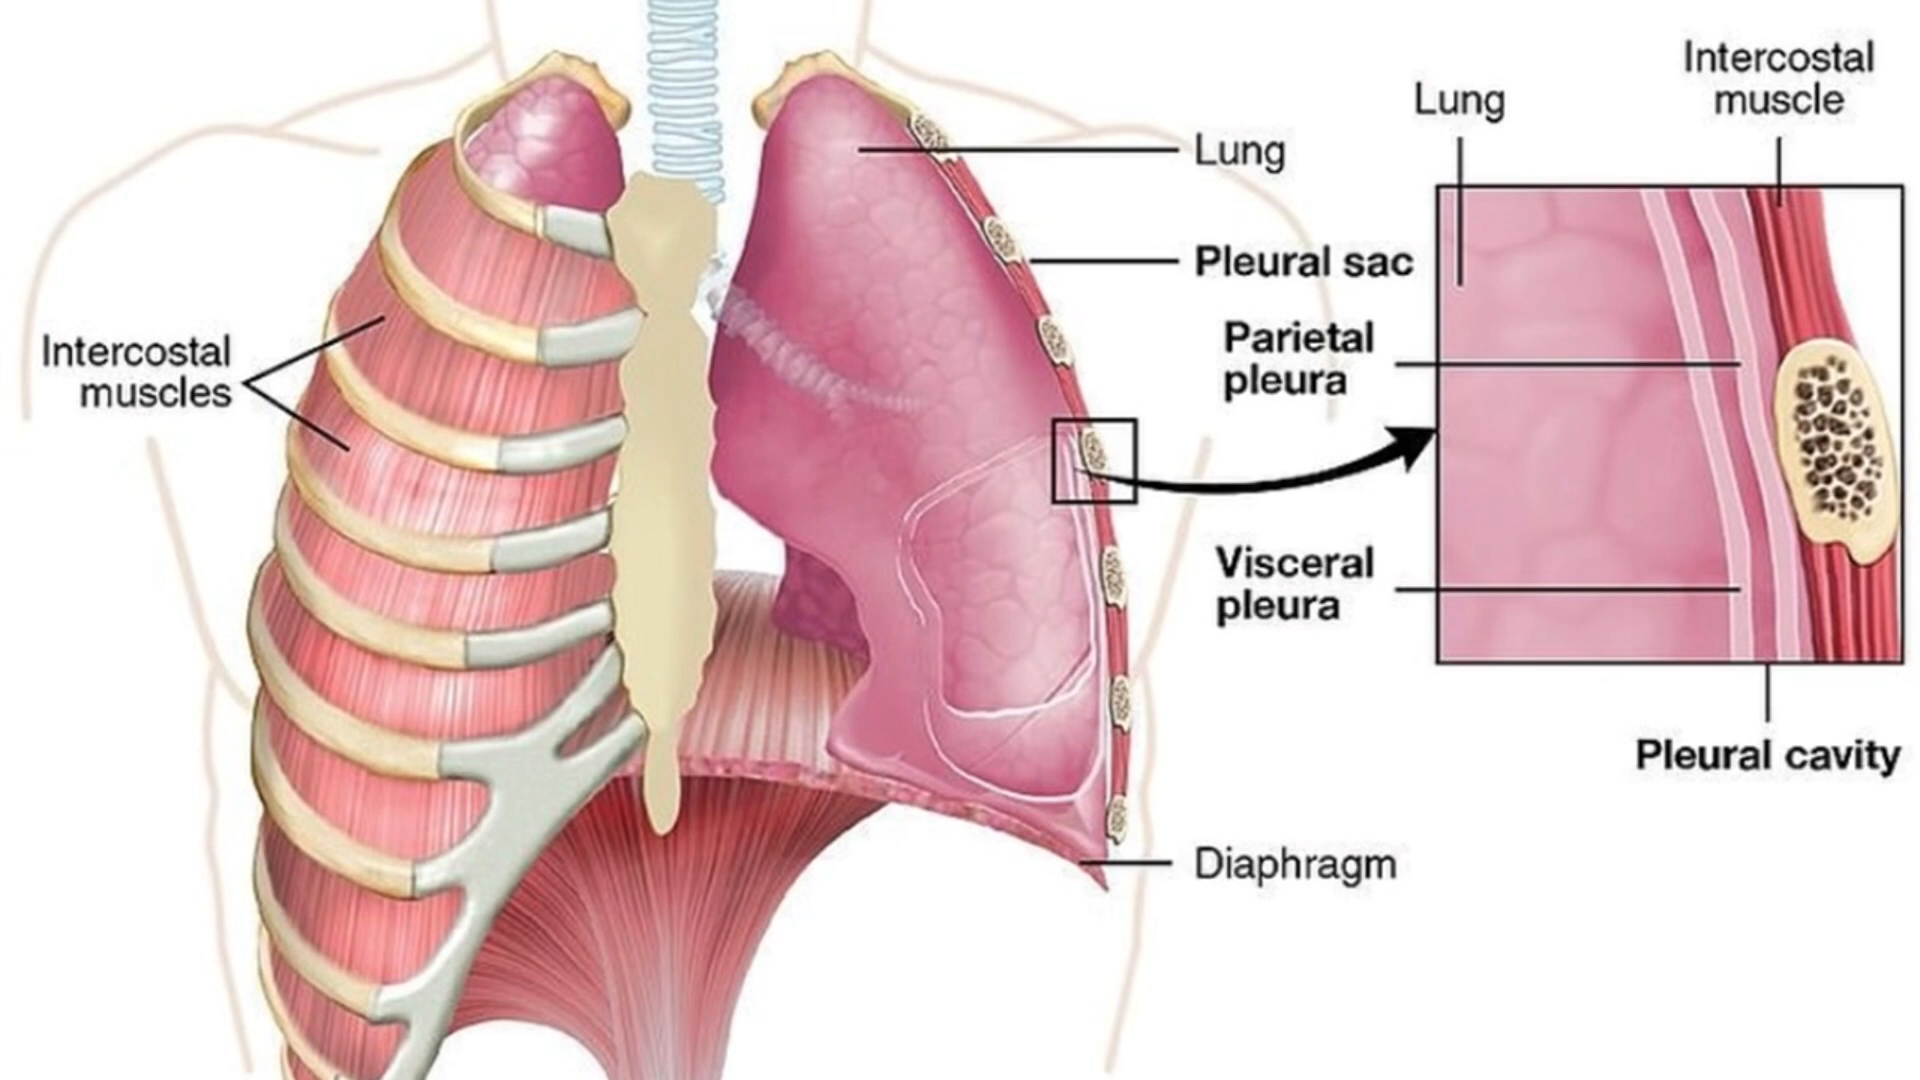 Intercostal
muscles
Lung
Pleural sac
Parietal
pleura
Visceral
pleura
Diaphragm
Lung
Intercostal
muscle
Pleural cavity